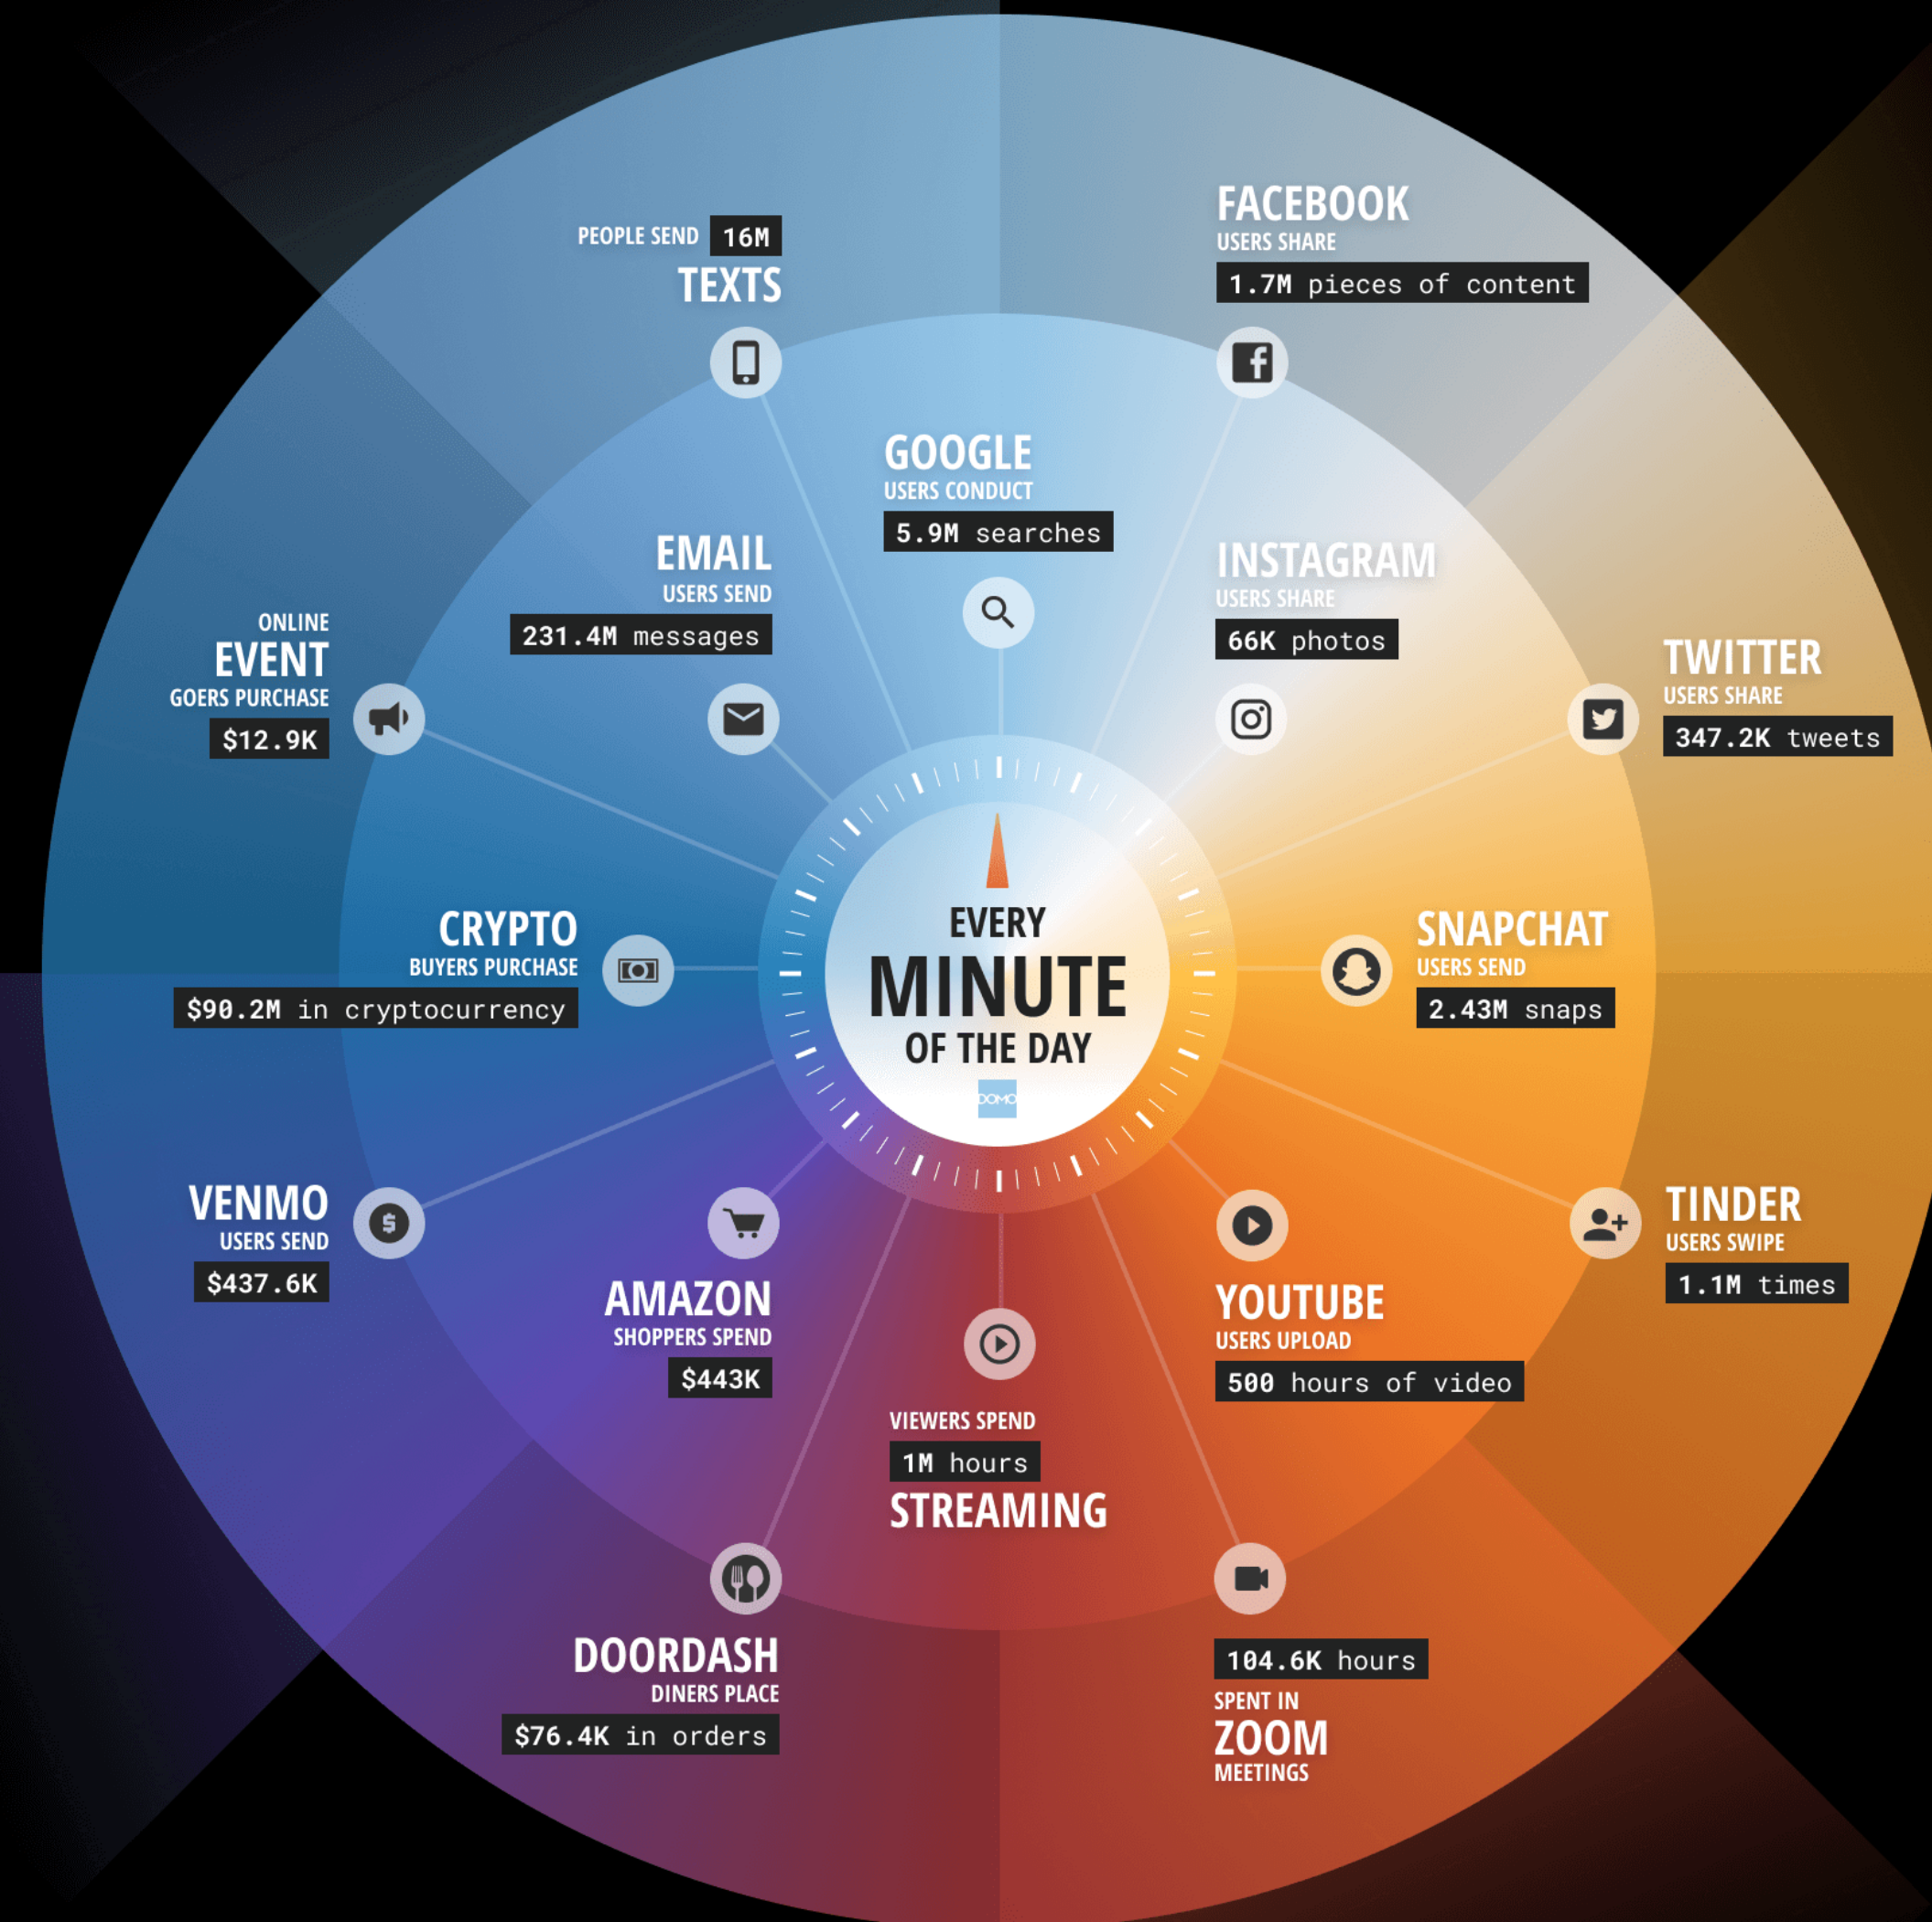 PEOPLE SEND 16M
TEXTS
FACEBOOK
USERS SHARE
1.7M pieces of content
GOOGLE
USERS CONDUCT
5.9M searches
EMAIL
USERS SEND
231.4M messages
INSTAGRAM
USERS SHARE
66K photos
ONLINE
EVENT
GOERS PURCHASE
$12.9K
TWITTER
USERS SHARE
347.2K tweets
EVERY
MINUTE
OF THE DAY
DOMO
CRYPTO
BUYERS PURCHASE
$90.2M in cryptocurrency
SNAPCHAT
USERS SEND
2.43M snaps
VENMO
USERS SEND
$437.6K
TINDER
USERS SWIPE
1.1M times
AMAZON
SHOPPERS SPEND
$443K
YOUTUBE
USERS UPLOAD
500 hours of video
VIEWERS SPEND
1M hours
STREAMING
DOORDASH
DINERS PLACE
$76.4K in orders
104.6K hours
SPENT IN
ZOOM
MEETINGS